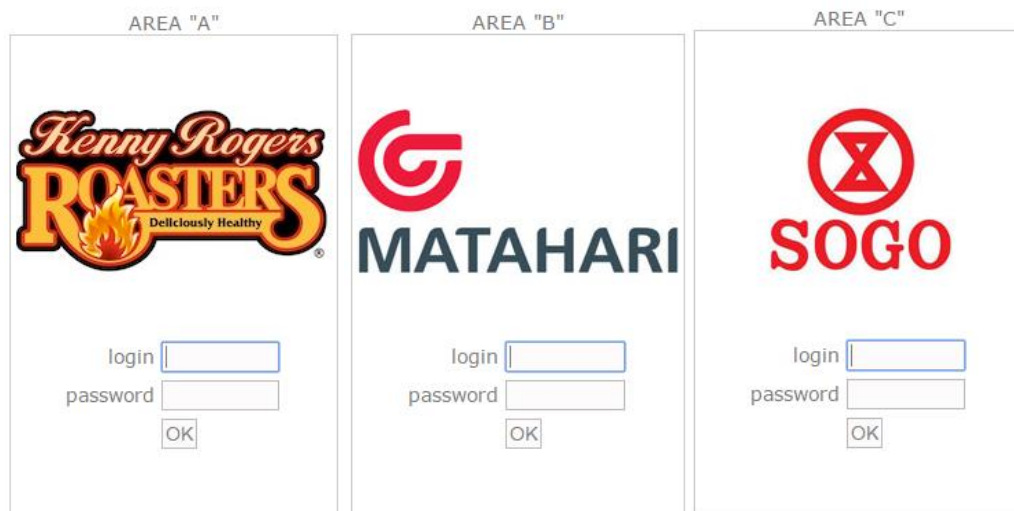 AREA "A"
Kenny Rogers
ROASTERS
Deliciously Healthy
®
login
password
OK
AREA "B"
MATAHARI
login
password
OK
AREA "C"
SOGO
login
password
OK